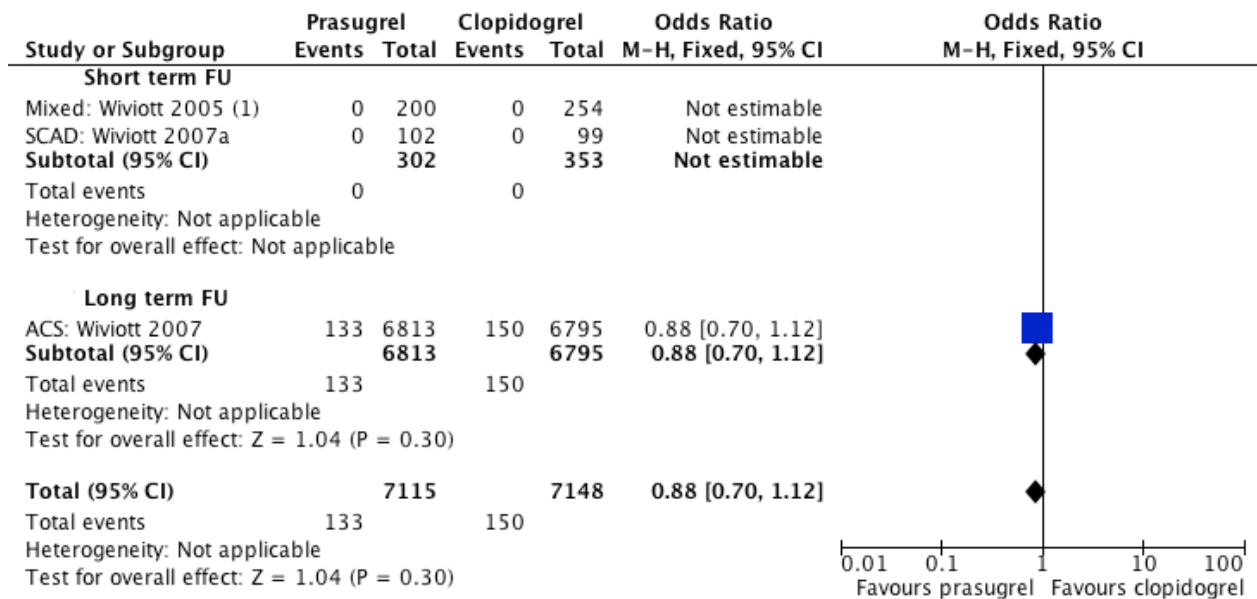 Prasugrel Clopidogrel Odds Ratio Odds Ratio
Study or Subgroup Events Total Events Total M-H, Fixed, 95% CI M-H, Fixed, 95% CI
Short term FU
Mixed: Wiviott 2005 (1) 0 200 0 254 Not estimable
SCAD: Wiviott 2007a 0 102 0 99 Not estimable
Subtotal (95% CI) 302 353 Not estimable
Total events 0 0
Heterogeneity: Not applicable
Test for overall effect: Not applicable
Long term FU
ACS: Wiviott 2007 133 6813 150 6795 0.88 [0.70, 1.12]
Subtotal (95% CI) 6813 6795 0.88 [0.70, 1.12]
Total events 133 150
Heterogeneity: Not applicable
Test for overall effect: Z = 1.04 (P = 0.30)
Total (95% CI) 7115 7148 0.88 [0.70, 1.12]
Total events 133 150
Heterogeneity: Not applicable
Test for overall effect: Z = 1.04 (P = 0.30)
0.01 0.1 1 10 100
Favours prasugrel Favours clopidogrel